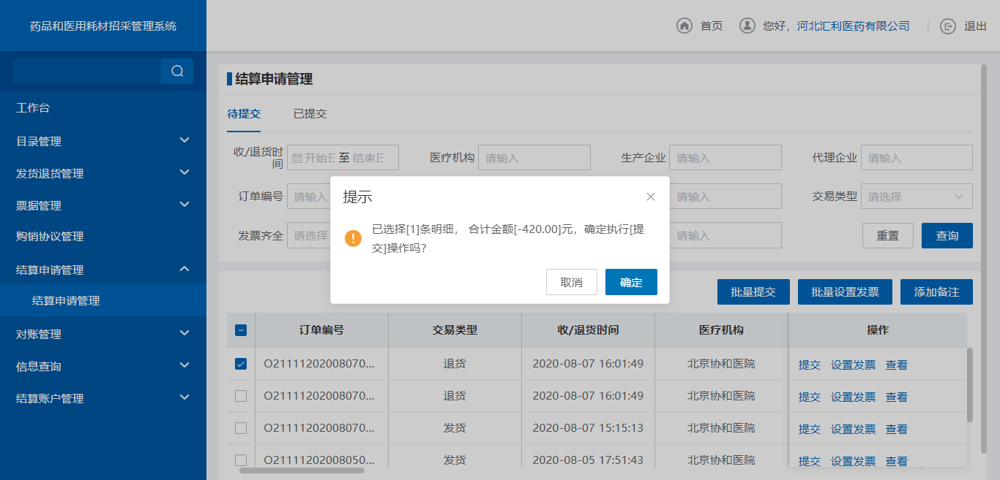 药品和医用耗材招采管理系统
首页
您好，河北汇利医药有限公司
退出
工作台
目录管理
发货退货管理
票据管理
购销协议管理
结算申请管理
结算申请管理
对账管理
信息查询
结算账户管理
结算申请管理
待提交 已提交
收/退货时间 开始日 至 结束日 医疗机构 请输入 生产企业 请输入 代理企业 请输入
订单编号 请输入 请输入 交易类型 请选择
发票齐全 请选择 请输入 重置 查询
提示
已选择[1]条明细， 合计金额[-420.00]元，确定执行[提
交]操作吗?
取消 确定
批量提交 批量设置发票 添加备注
订单编号 交易类型 收/退货时间 医疗机构 操作
O21111202008070... 退货 2020-08-07 16:01:49 北京协和医院 提交 设置发票 查看
O21111202008070... 退货 2020-08-07 16:01:49 北京协和医院 提交 设置发票 查看
O21111202008070... 发货 2020-08-07 15:15:13 北京协和医院 提交 设置发票 查看
O21111202008050... 发货 2020-08-05 17:51:43 北京协和医院 提交 设置发票 查看